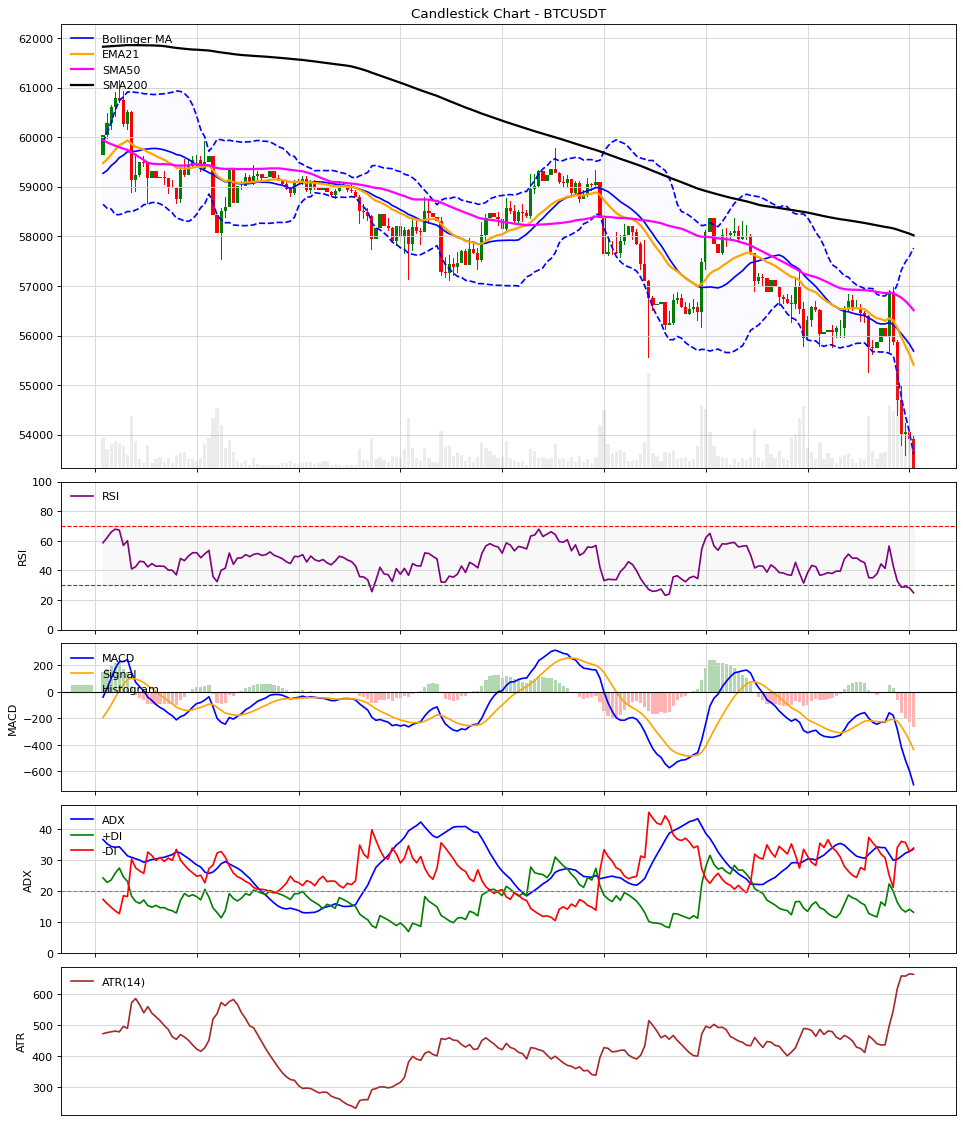 Candlestick Chart - BTCUSDT
62000
61000
60000
59000
58000
57000
56000
55000
54000
Bollinger MA
EMA21
SMA50
SMA200
100
80
60
40
20
0
RSI
RSI
200
0
−200
−400
−600
MACD
MACD
Signal
Histogram
40
30
20
10
0
ADX
ADX
+DI
-DI
600
500
400
300
ATR
ATR(14)